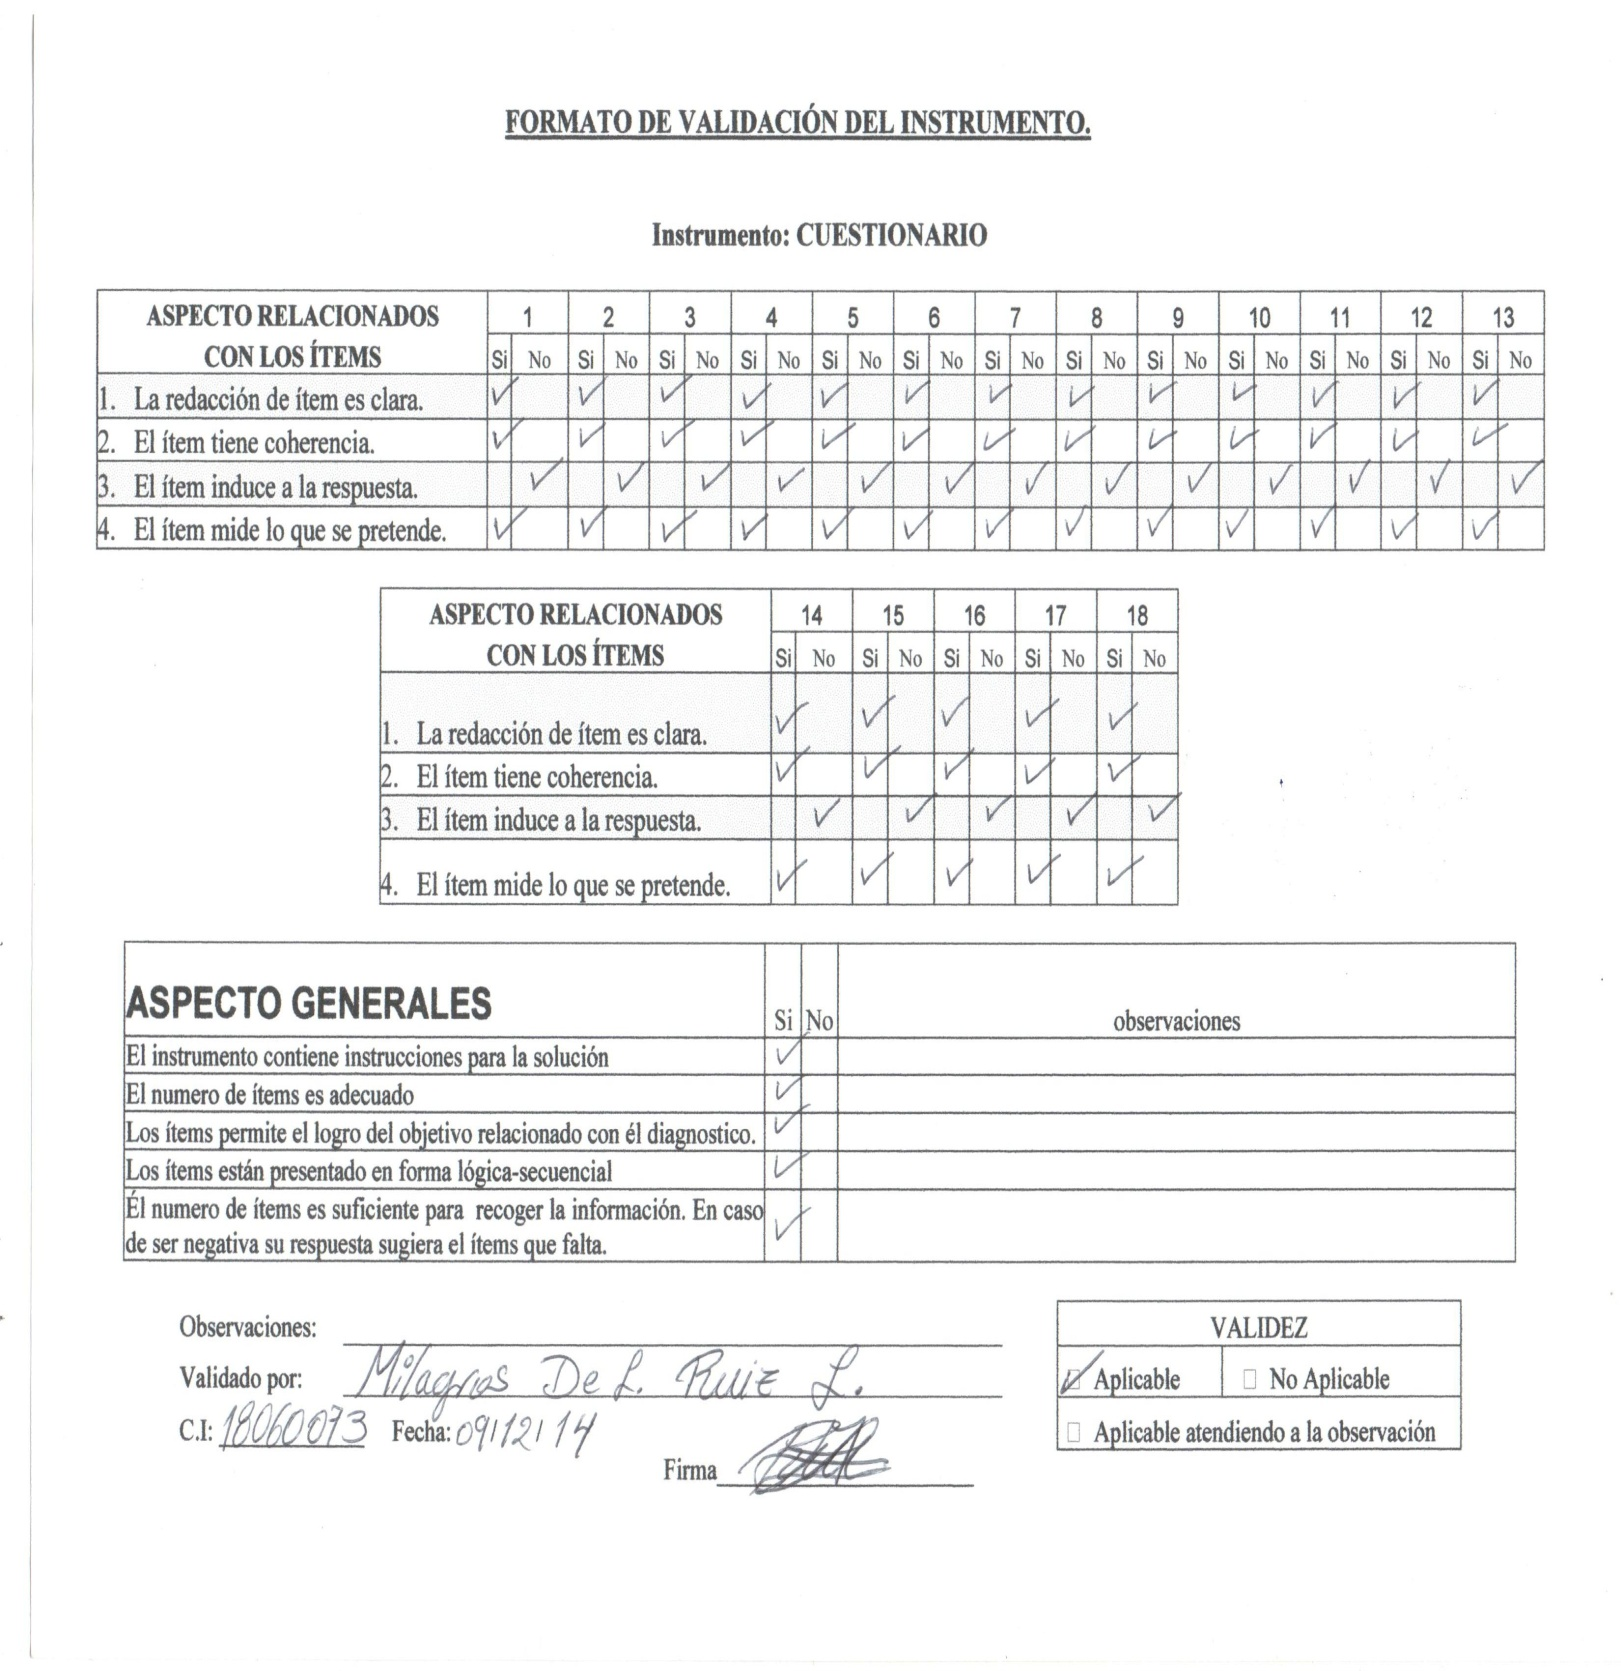 FORMATO DE VALIDACIÓN DEL INSTRUMENTO.
Instrumento: CUESTIONARIO
ASPECTO RELACIONADOS 1 2 3 4 5 6 7 8 9 10 11 12 13
CON LOS ÍTEMS Si No Si No Si No Si No Si No Si No Si No Si No Si No Si No Si No Si No Si No
1. La redacción de ítem es clara. ✓ ✓ ✓ ✓ ✓ ✓ ✓ ✓ ✓ ✓ ✓ ✓ ✓
2. El ítem tiene coherencia. ✓ ✓ ✓ ✓ ✓ ✓ ✓ ✓ ✓ ✓ ✓ ✓ ✓
3. El ítem induce a la respuesta. ✓ ✓ ✓ ✓ ✓ ✓ ✓ ✓ ✓ ✓ ✓ ✓ ✓
4. El ítem mide lo que se pretende. ✓ ✓ ✓ ✓ ✓ ✓ ✓ ✓ ✓ ✓ ✓ ✓ ✓
ASPECTO RELACIONADOS 14 15 16 17 18
CON LOS ÍTEMS Si No Si No Si No Si No Si No
1. La redacción de ítem es clara. ✓ ✓ ✓ ✓ ✓
2. El ítem tiene coherencia. ✓ ✓ ✓ ✓ ✓
3. El ítem induce a la respuesta. ✓ ✓ ✓ ✓ ✓
4. El ítem mide lo que se pretende. ✓ ✓ ✓ ✓ ✓
ASPECTO GENERALES Si No observaciones
El instrumento contiene instrucciones para la solución ✓
El numero de ítems es adecuado ✓
Los ítems permite el logro del objetivo relacionado con él diagnostico. ✓
Los ítems están presentado en forma lógica-secuencial ✓
Él numero de ítems es suficiente para recoger la información. En caso ✓
de ser negativa su respuesta sugiera el ítems que falta.
Observaciones:
Validado por: Milagros De L. Ruiz L.
C.I: 18060073 Fecha: 09/12/14
Firma
VALIDEZ
☑ Aplicable ☐ No Aplicable
☐ Aplicable atendiendo a la observación